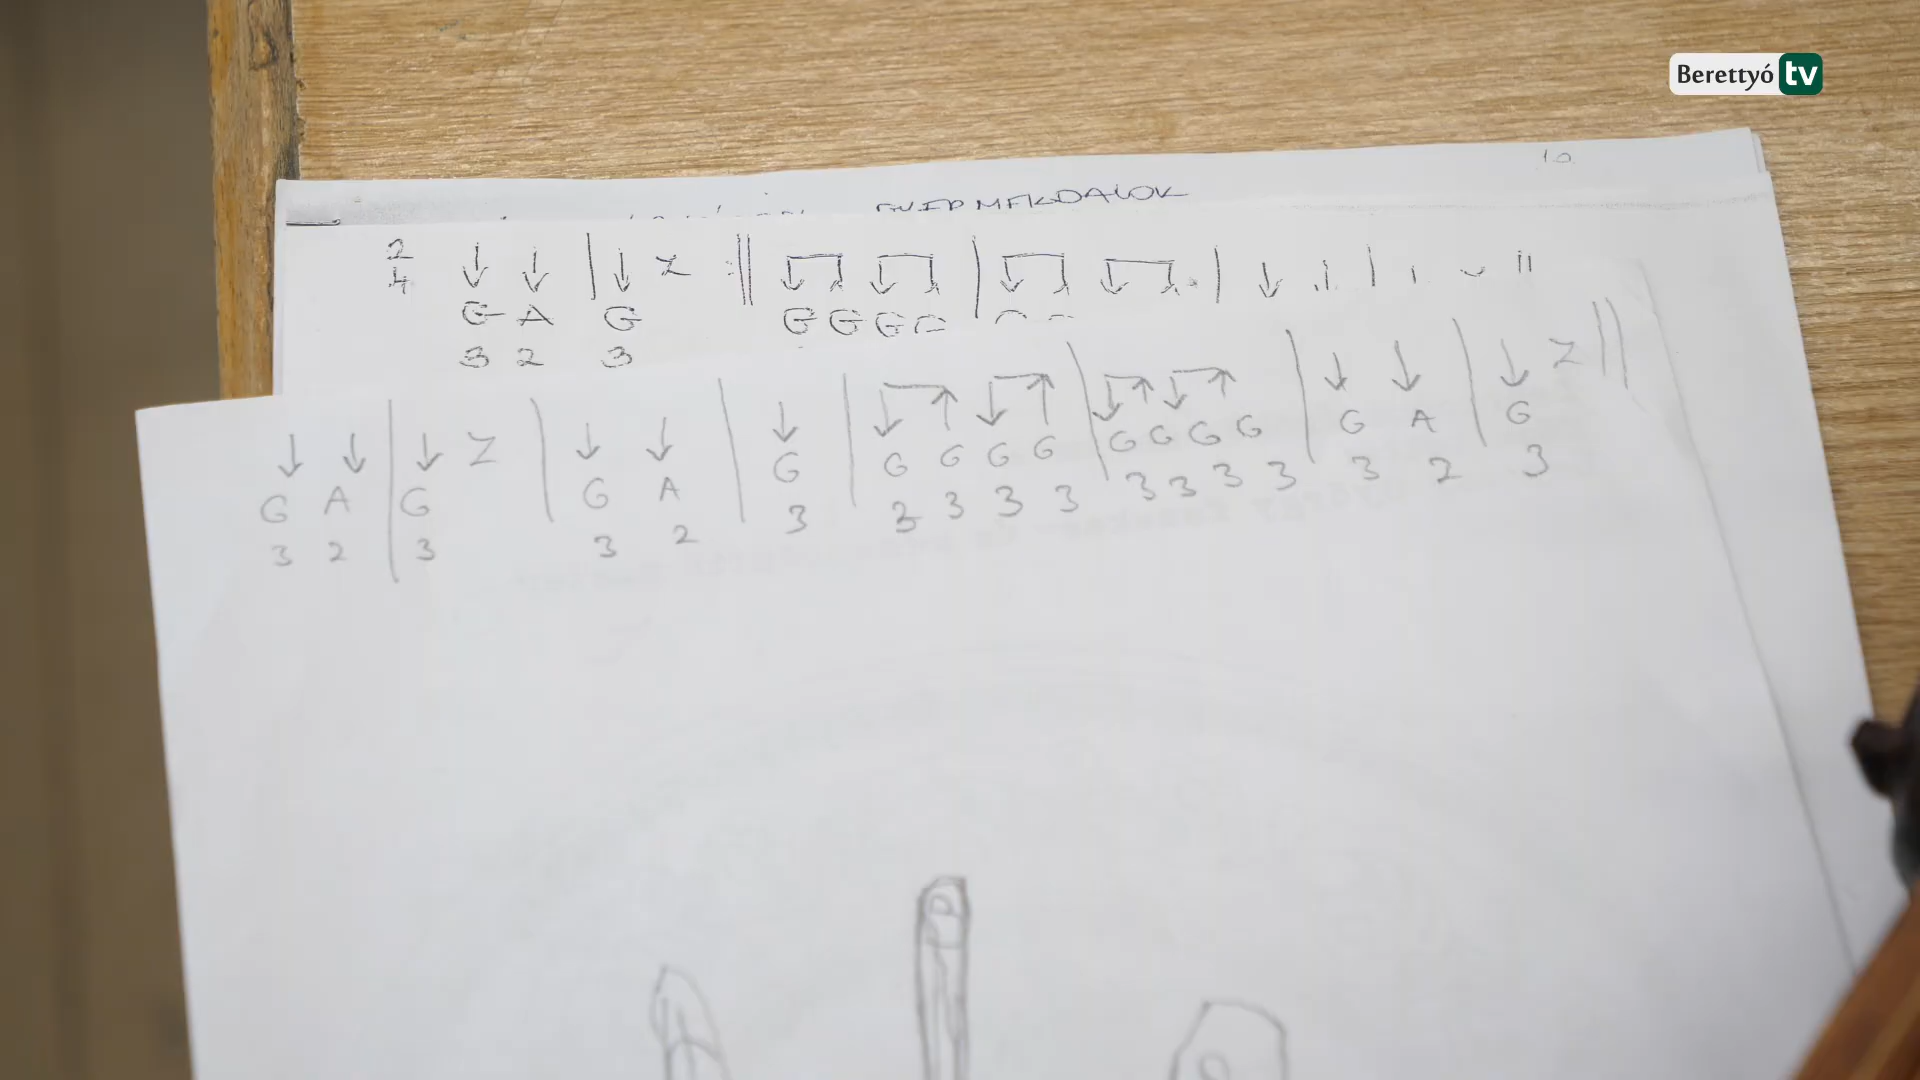 Berettyó tv
10
GYERMEKDALOK
2 4 ↓ ↓ | ↓ Z :||
G A G G G G G
3 2 3
↓ ↓ | ↓ Z | ↓ ↓ | ↓ | ↓ ↑ ↓ ↑ | ↓ ↑ ↓ ↑ | ↓ ↓ | ↓ Z ||
G A G G A G G G G G G G G G G A G
3 2 3 3 2 3 3 3 3 3 3 3 3 3 3 2 3